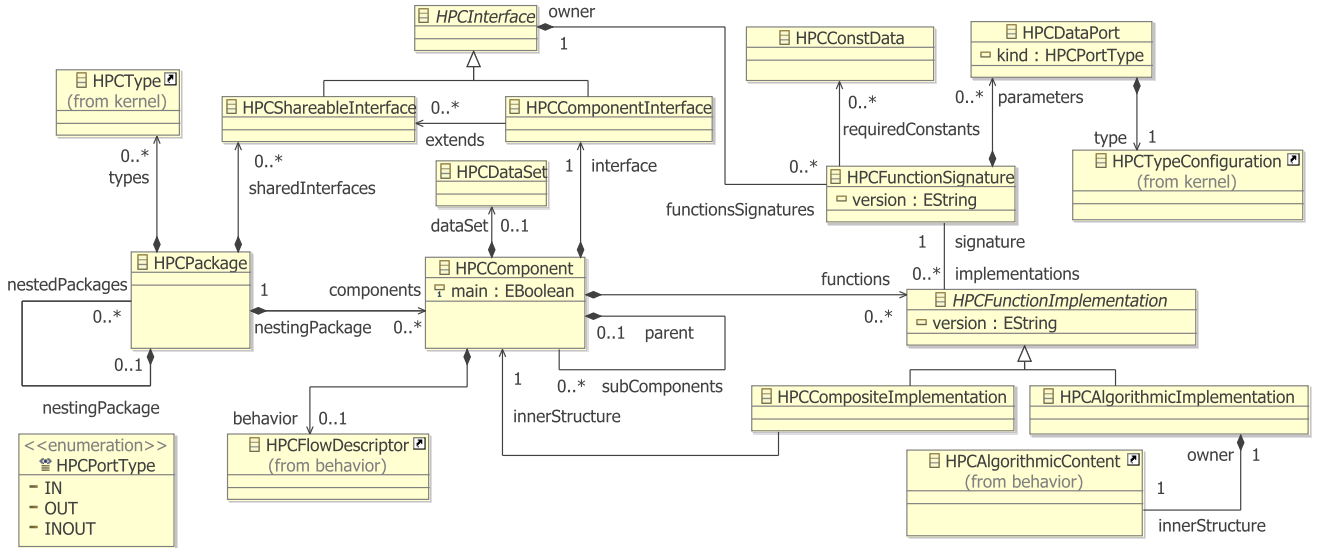 HPCInterface
owner
1
HPCConstData
HPCDataPort
kind : HPCPortType
HPCType
(from kernel)
HPCShareableInterface
0..*
extends
HPCComponentInterface
0..*
requiredConstants
0..*
parameters
type
1
HPCTypeConfiguration
(from kernel)
0..*
types
0..*
sharedInterfaces
HPCDataSet
1
interface
0..*
functionsSignatures
HPCFunctionSignature
version : EString
dataSet
0..1
1
signature
0..*
implementations
HPCPackage
nestedPackages
0..*
0..1
nestingPackage
1
nestingPackage
components
0..*
HPCComponent
main : EBoolean
functions
0..*
HPCFunctionImplementation
version : EString
0..1
parent
0..*
subComponents
1
innerStructure
behavior
0..1
HPCFlowDescriptor
(from behavior)
HPCCompositeImplementation
HPCAlgorithmicImplementation
owner
1
HPCAlgorithmicContent
(from behavior)
1
innerStructure
<<enumeration>>
HPCPortType
IN
OUT
INOUT